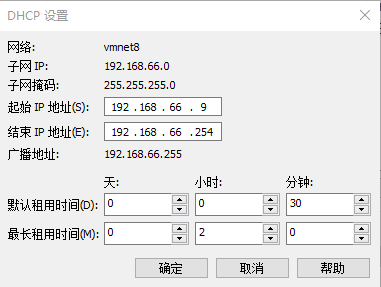 DHCP 设置
网络: vmnet8
子网 IP: 192.168.66.0
子网掩码: 255.255.255.0
起始 IP 地址(S): 192 . 168 . 66 . 9
结束 IP 地址(E): 192 . 168 . 66 .254
广播地址: 192.168.66.255
天: 小时: 分钟:
默认租用时间(D): 0 0 30
最长租用时间(M): 0 2 0
确定 取消 帮助